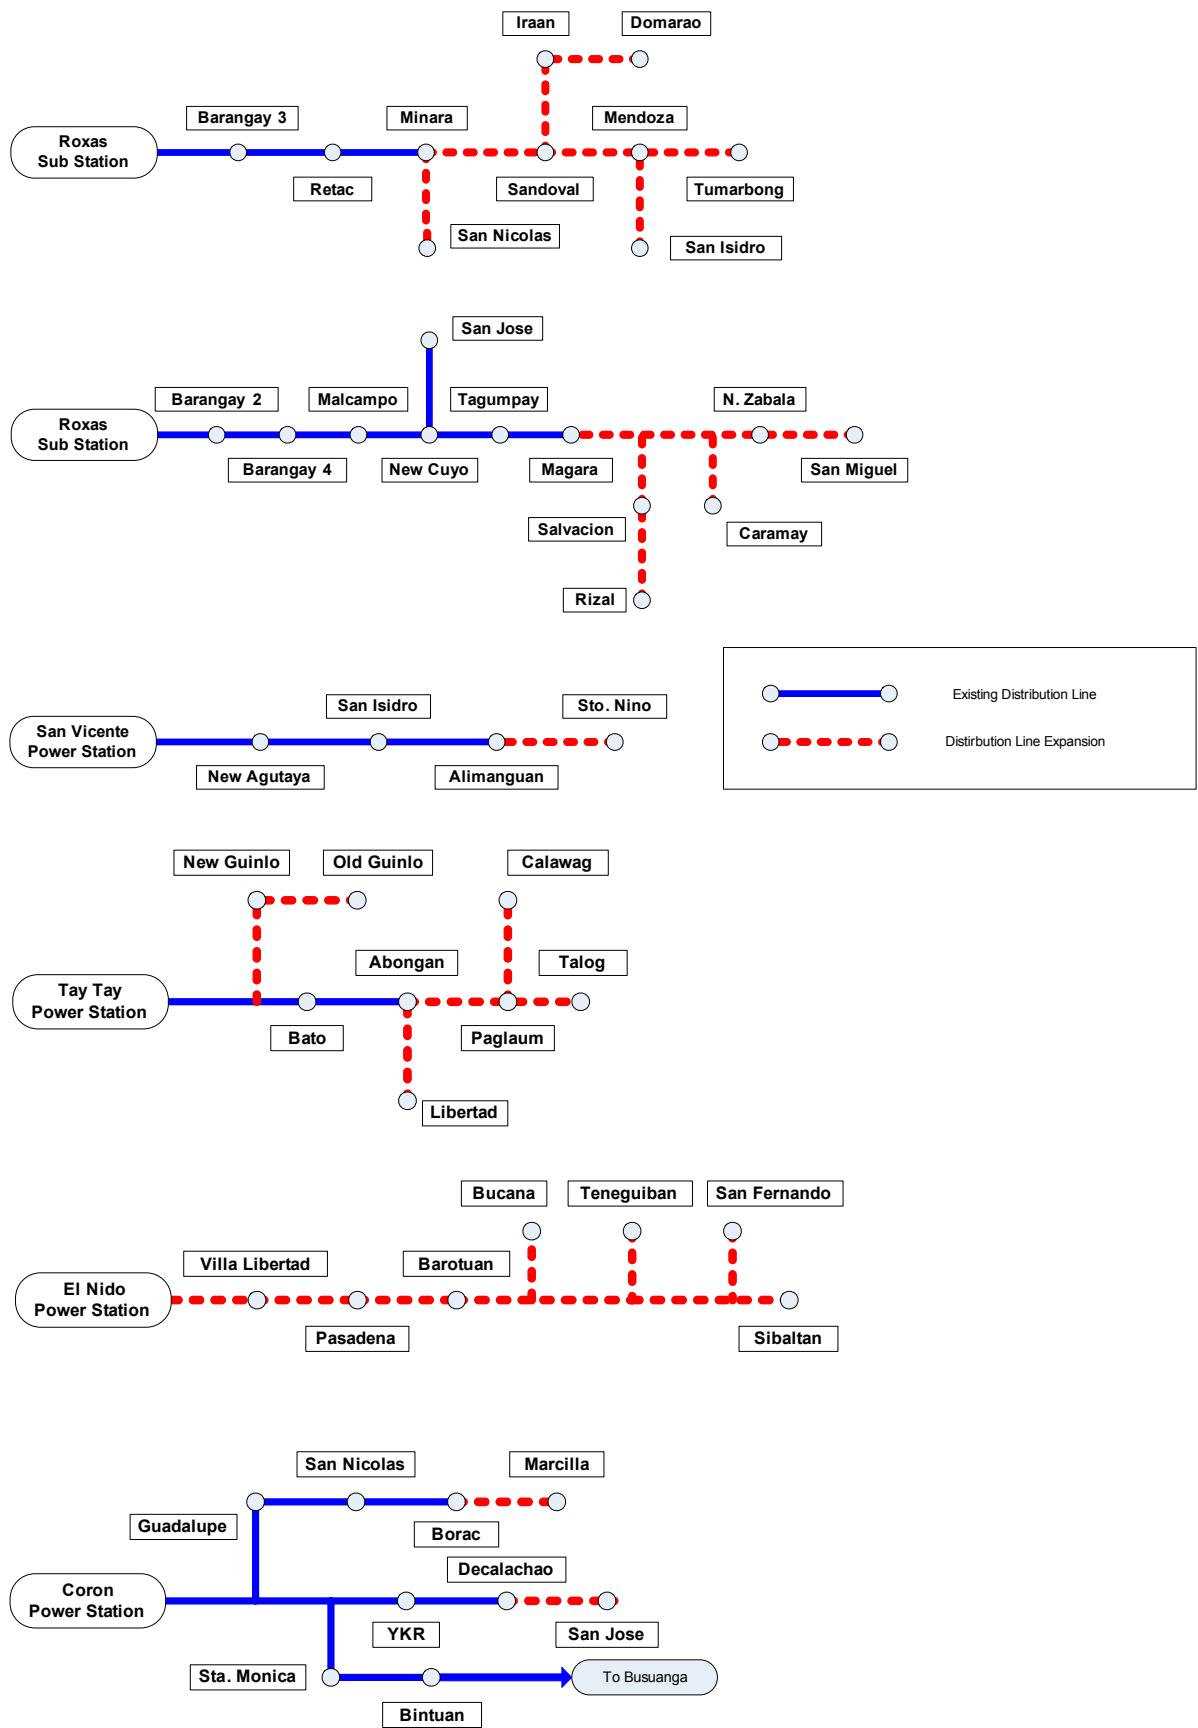 Iraan
Domarao
Barangay 3
Minara
Mendoza
Roxas
Sub Station
Retac
Sandoval
Tumarbong
San Nicolas
San Isidro
San Jose
Barangay 2
Malcampo
Tagumpay
N. Zabala
Roxas
Sub Station
Barangay 4
New Cuyo
Magara
San Miguel
Salvacion
Caramay
Rizal
Existing Distribution Line
Distirbution Line Expansion
San Isidro
Sto. Nino
San Vicente
Power Station
New Agutaya
Alimanguan
New Guinlo
Old Guinlo
Calawag
Abongan
Talog
Tay Tay
Power Station
Bato
Paglaum
Libertad
Bucana
Teneguiban
San Fernando
Villa Libertad
Barotuan
El Nido
Power Station
Pasadena
Sibaltan
San Nicolas
Marcilla
Guadalupe
Borac
Decalachao
Coron
Power Station
YKR
San Jose
Sta. Monica
To Busuanga
Bintuan